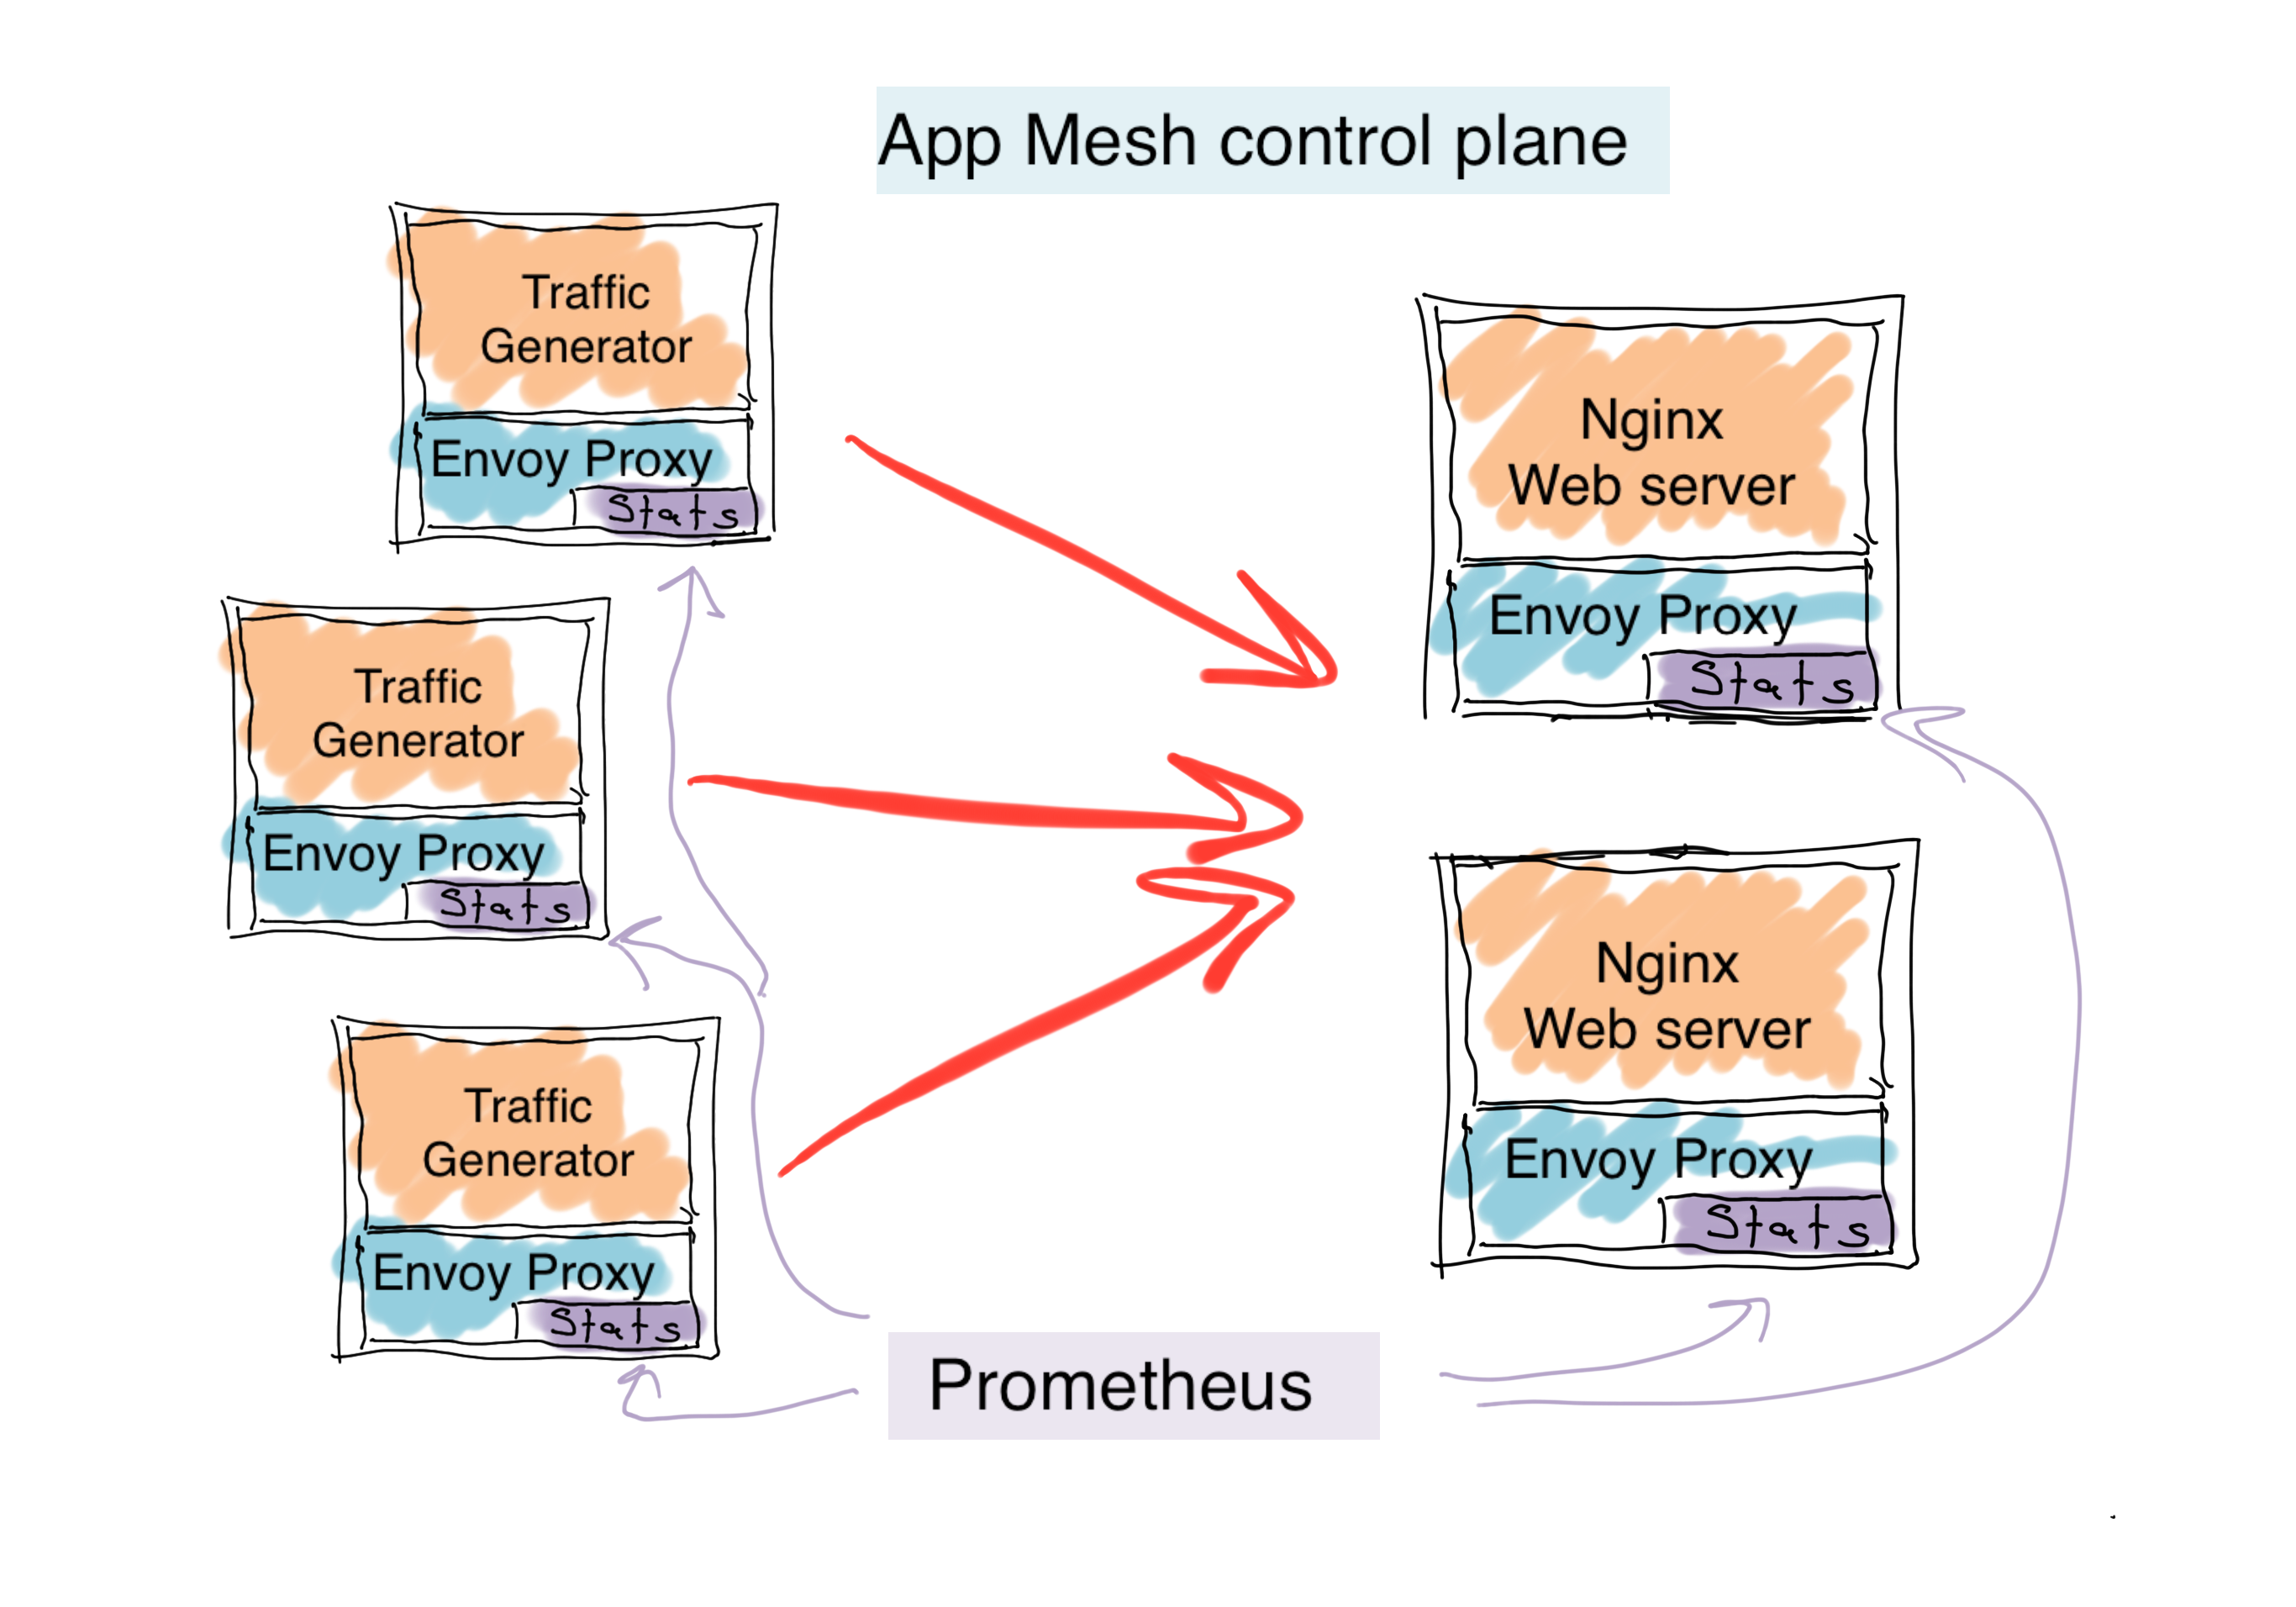 App Mesh control plane
Traffic
Generator
Envoy Proxy
Stats
Traffic
Generator
Envoy Proxy
Stats
Traffic
Generator
Envoy Proxy
Stats
Nginx
Web server
Envoy Proxy
Stats
Nginx
Web server
Envoy Proxy
Stats
Prometheus